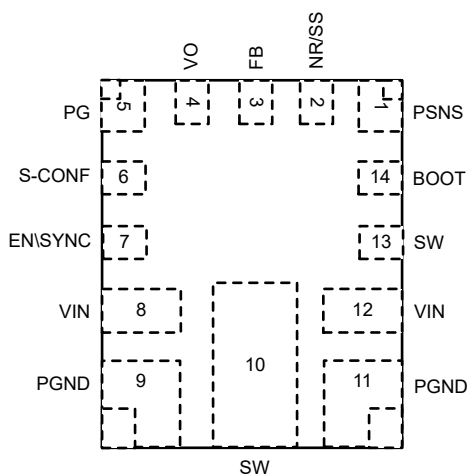 VO
FB
NR/SS
PG
5
4
3
2
1
PSNS
S-CONF
6
14
BOOT
EN\SYNC
7
13
SW
VIN
8
12
VIN
PGND
9
10
11
PGND
SW